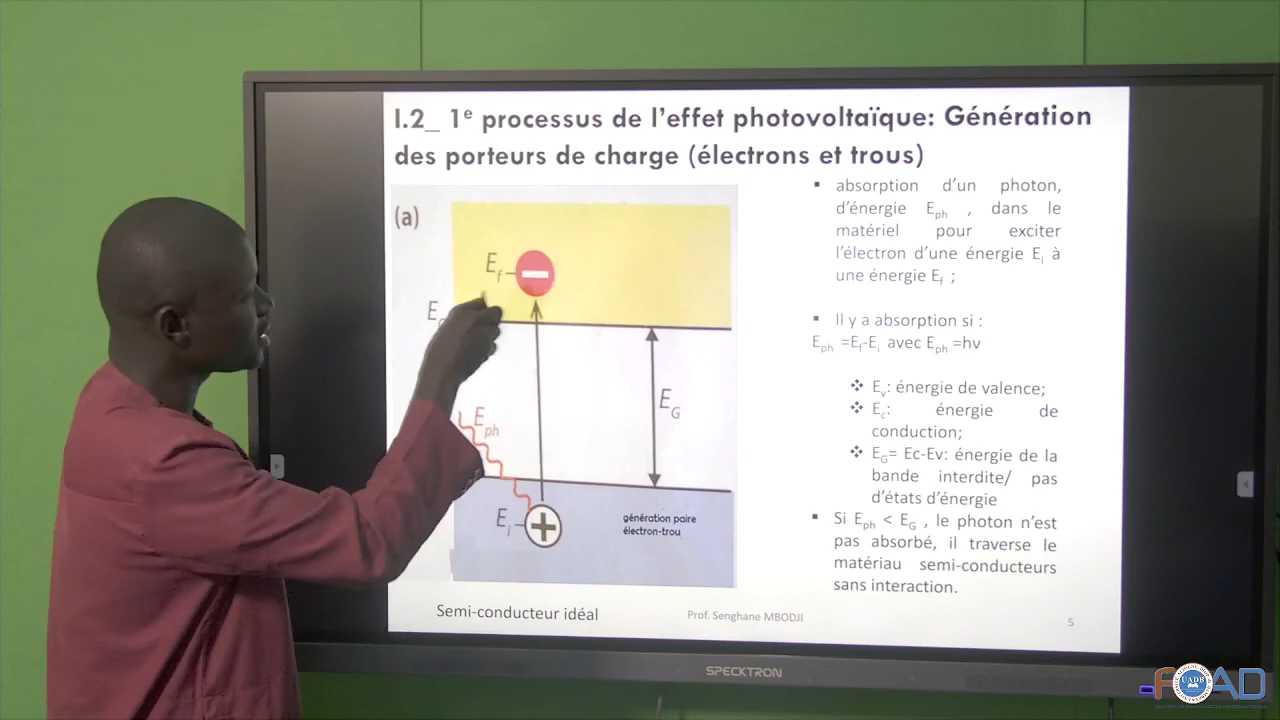 I.2_ 1e processus de l'effet photovoltaïque: Génération
des porteurs de charge (électrons et trous)
(a)
Ef
E
EG
Eph
Ei
génération paire
électron-trou
Semi-conducteur idéal
▪ absorption d'un photon,
d'énergie Eph , dans le
matériel pour exciter
l'électron d'une énergie Ei à
une énergie Ef ;
▪ Il y a absorption si :
Eph =Ef-Ei avec Eph =hν
❖ Ev: énergie de valence;
❖ Ec: énergie de
conduction;
❖ EG= Ec-Ev: énergie de la
bande interdite/ pas
d'états d'énergie
▪ Si Eph < EG , le photon n'est
pas absorbé, il traverse le
matériau semi-conducteurs
sans interaction.
Prof. Senghane MBODJI
5
SPECKTRON
FOAD
UADB